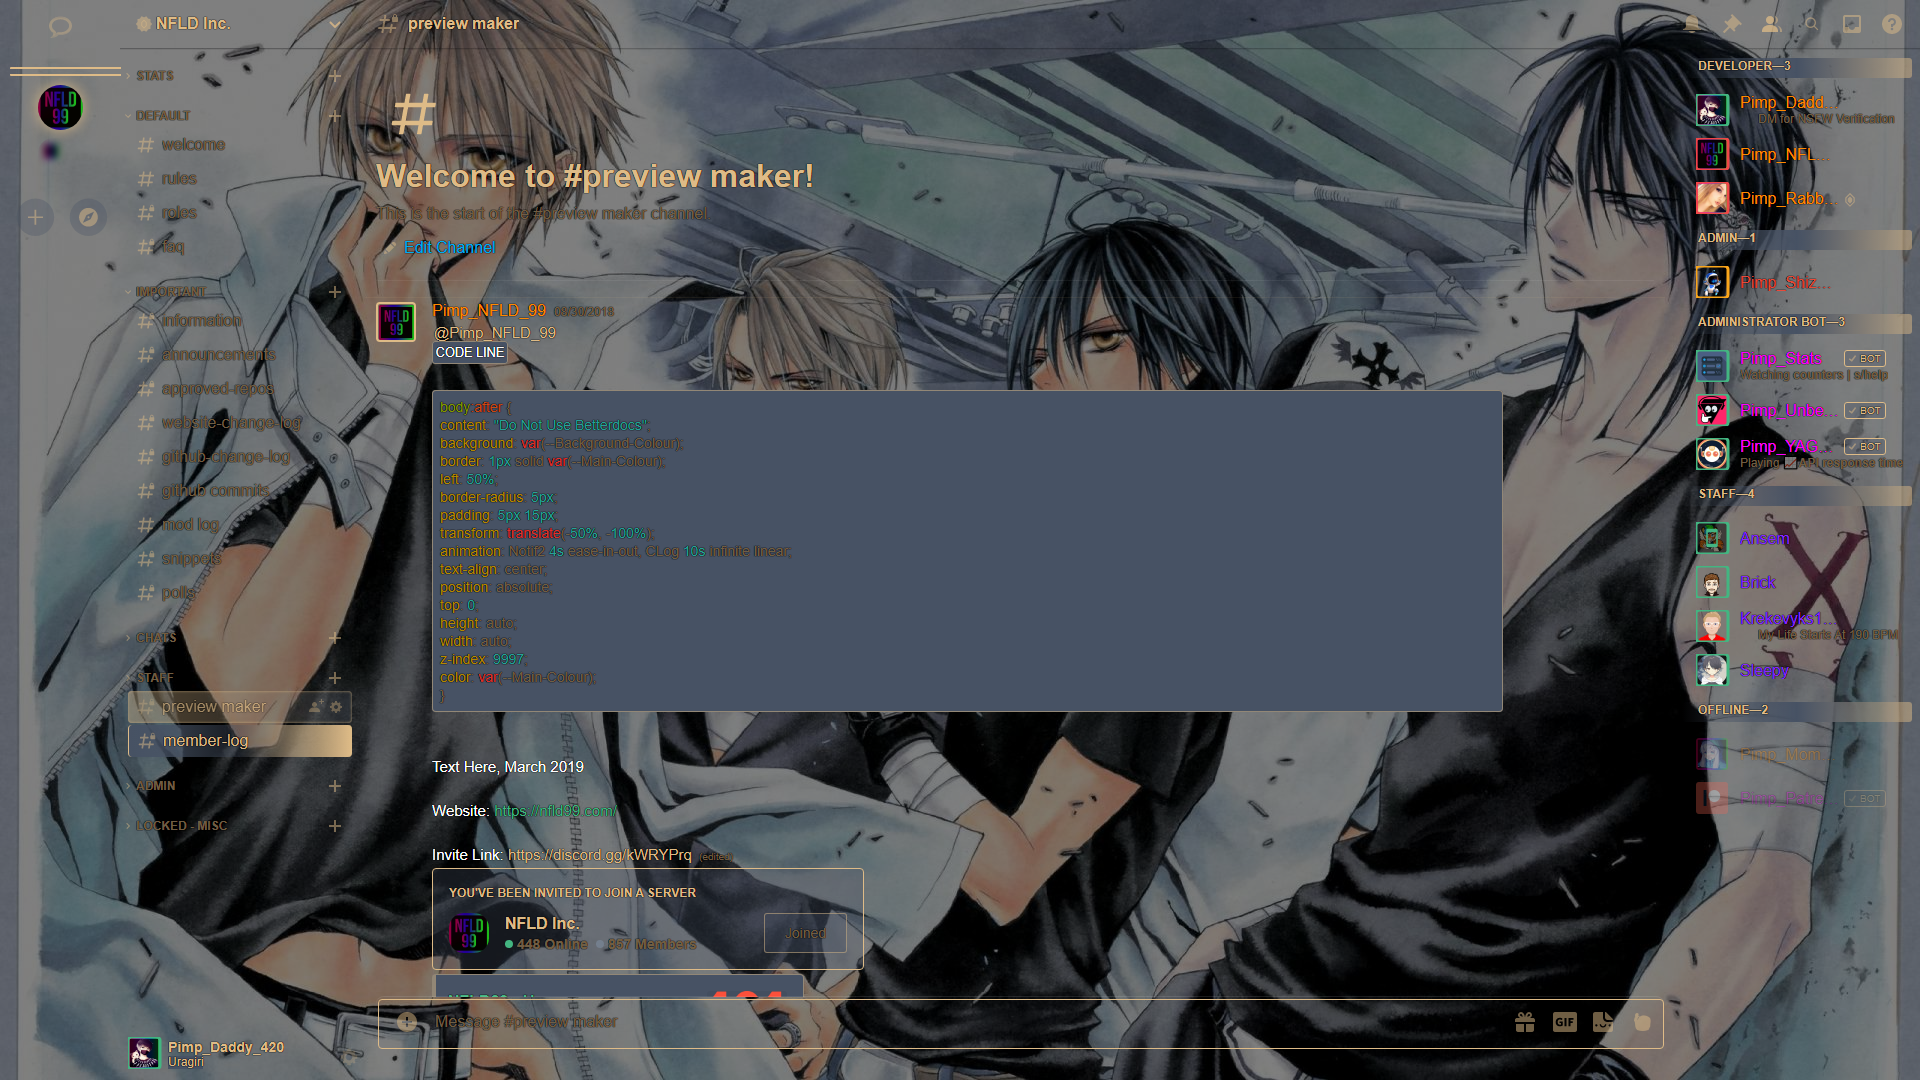 NFLD Inc.
STATS
DEFAULT
welcome
rules
roles
faq
IMPORTANT
information
announcements
approved-repos
website-change-log
github-change-log
github commits
mod log
snippets
polls
CHATS
STAFF
preview maker
member-log
ADMIN
LOCKED - MISC
Pimp_Daddy_420
Uragiri
preview maker
Welcome to #preview maker!
This is the start of the #preview maker channel.
Edit Channel
NFLD
99
Pimp_NFLD_99 08/30/2018
@Pimp_NFLD_99
CODE LINE
body:after {
content: "Do Not Use Betterdocs";
background: var(--Background-Colour);
border: 1px solid var(--Main-Colour);
left: 50%;
border-radius: 5px;
padding: 5px 15px;
transform: translate(-50%, -100%);
animation: Notif2 4s ease-in-out, CLog 10s infinite linear;
text-align: center;
position: absolute;
top: 0;
height: auto;
width: auto;
z-index: 9997;
color: var(--Main-Colour);
}
Text Here, March 2019
Website: https://nfld99.com/
Invite Link: https://discord.gg/kWRYPrq (edited)
YOU'VE BEEN INVITED TO JOIN A SERVER
NFLD
99
NFLD Inc.
448 Online 857 Members
Joined
Message #preview maker
GIF
DEVELOPER—3
Pimp_Dadd...
DM for NSFW Verification
Pimp_NFL...
Pimp_Rabb...
ADMIN—1
Pimp_Shiz...
ADMINISTRATOR BOT—3
Pimp_Stats BOT
Watching counters | s/help
Pimp_Unbe... BOT
Pimp_YAG... BOT
Playing API response time
STAFF—4
Ansem
Brick
Krokovyks1...
My Life Starts At 190 BPM
Sleepy
OFFLINE—2
Pimp_Mom
BOT